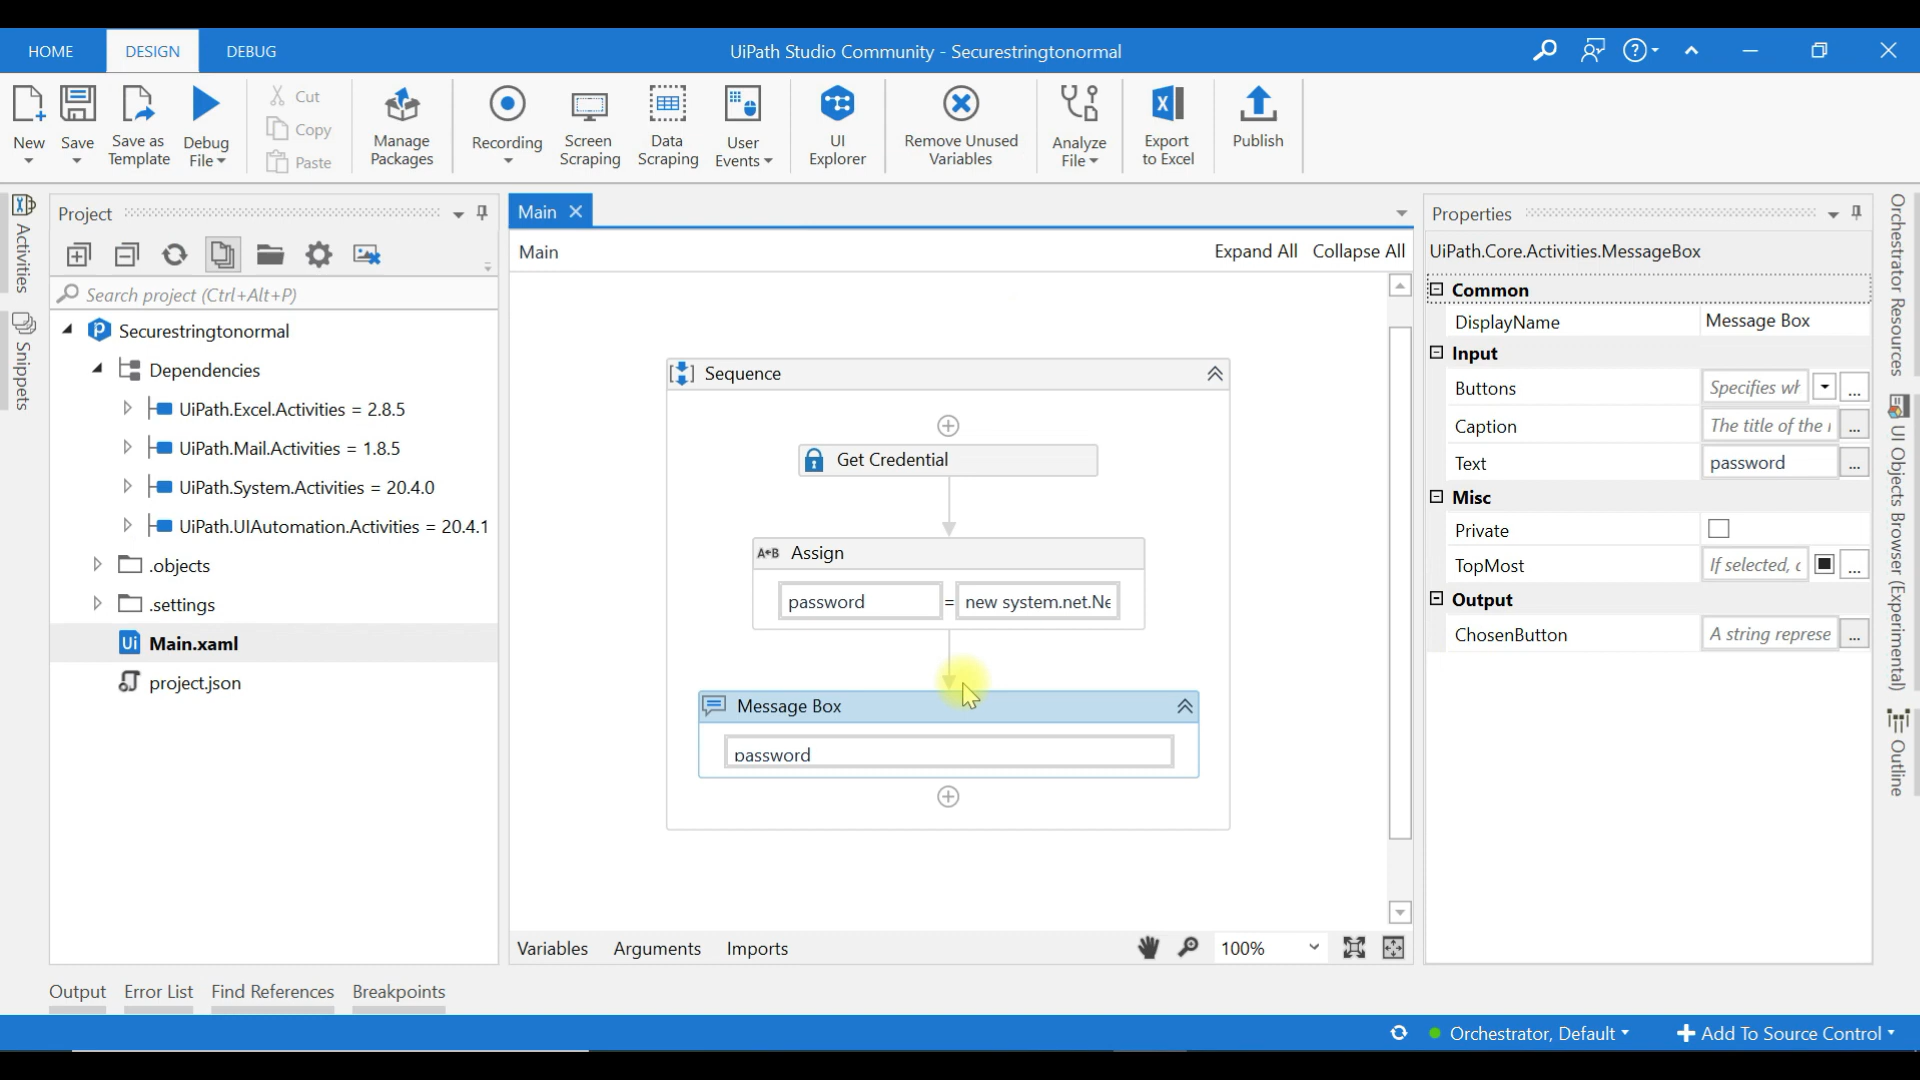 HOME DESIGN DEBUG UiPath Studio Community - Securestringtonormal
New Save Save as Template Debug File Cut Copy Paste Manage Packages Recording Screen Scraping Data Scraping User Events UI Explorer Remove Unused Variables Analyze File Export to Excel Publish
Activities
Snippets
Project
Search project (Ctrl+Alt+P)
Securestringtonormal
Dependencies
UiPath.Excel.Activities = 2.8.5
UiPath.Mail.Activities = 1.8.5
UiPath.System.Activities = 20.4.0
UiPath.UIAutomation.Activities = 20.4.1
.objects
.settings
Ui Main.xaml
project.json
Main
Main Expand All Collapse All
Sequence
Get Credential
A+B Assign
password = new system.net.Ne
Message Box
password
Variables Arguments Imports 100%
Properties
UiPath.Core.Activities.MessageBox
Common
DisplayName Message Box
Input
Buttons Specifies wh ...
Caption The title of the ...
Text password ...
Misc
Private
TopMost If selected, ...
Output
ChosenButton A string represe ...
Orchestrator Resources
UI Objects Browser (Experimental)
Outline
Output Error List Find References Breakpoints
Orchestrator, Default Add To Source Control